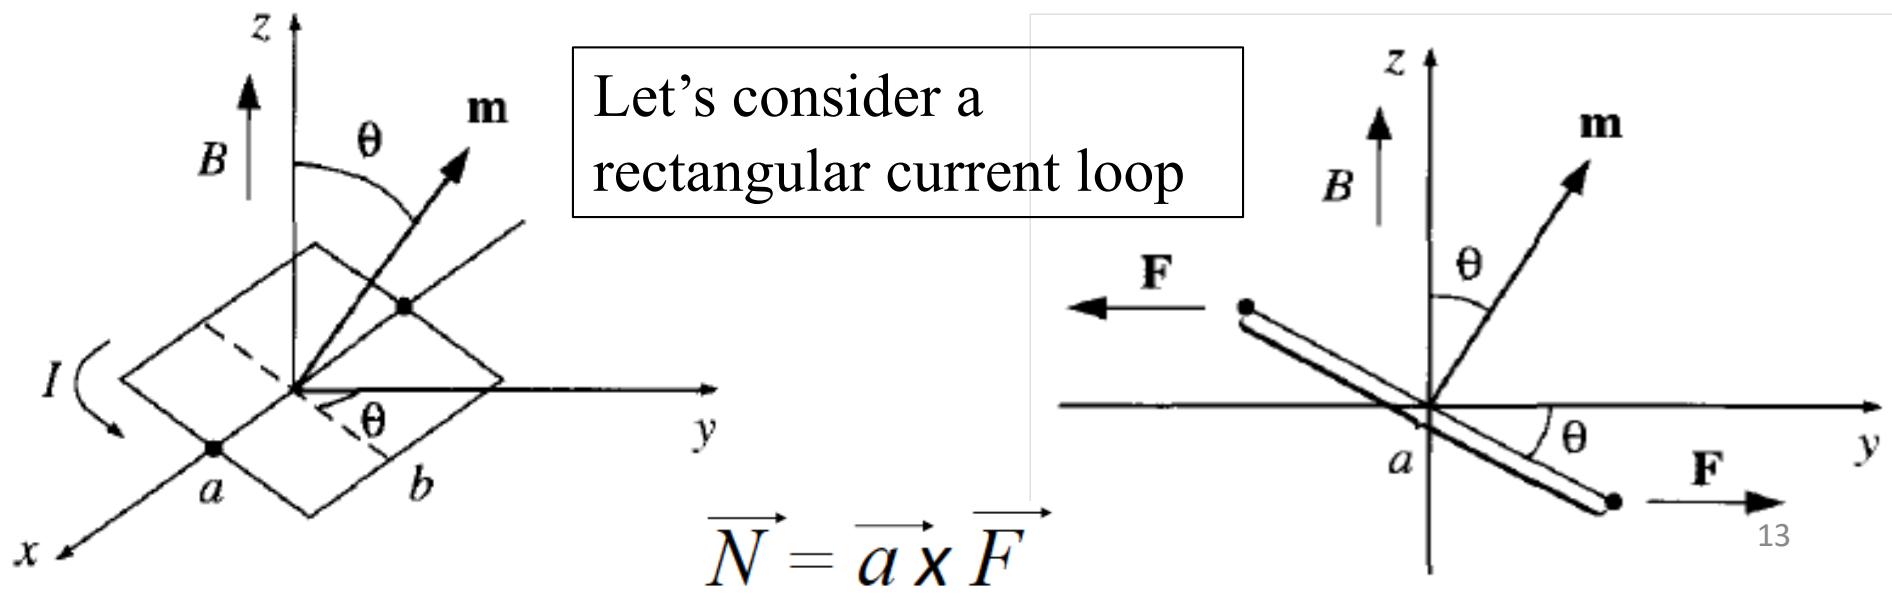 z
B
θ
m
I
θ
y
a
b
x
Let’s consider a
rectangular current loop
z
B
m
θ
F
θ
a
F
y
N = a x F
13